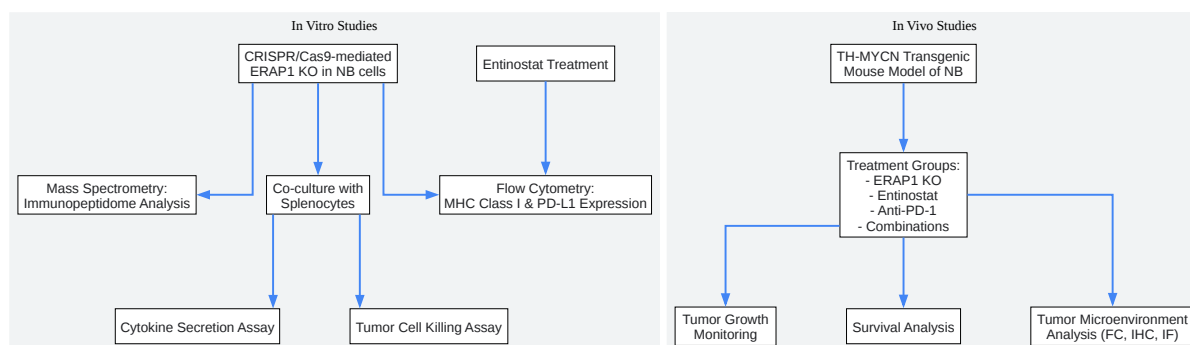 In Vitro Studies
CRISPR/Cas9-mediated
ERAP1 KO in NB cells
Entinostat Treatment
Mass Spectrometry:
Immunopeptidome Analysis
Co-culture with
Splenocytes
Flow Cytometry:
MHC Class I & PD-L1 Expression
Cytokine Secretion Assay
Tumor Cell Killing Assay
In Vivo Studies
TH-MYCN Transgenic
Mouse Model of NB
Treatment Groups:
- ERAP1 KO
- Entinostat
- Anti-PD-1
- Combinations
Tumor Growth
Monitoring
Survival Analysis
Tumor Microenvironment
Analysis (FC, IHC, IF)